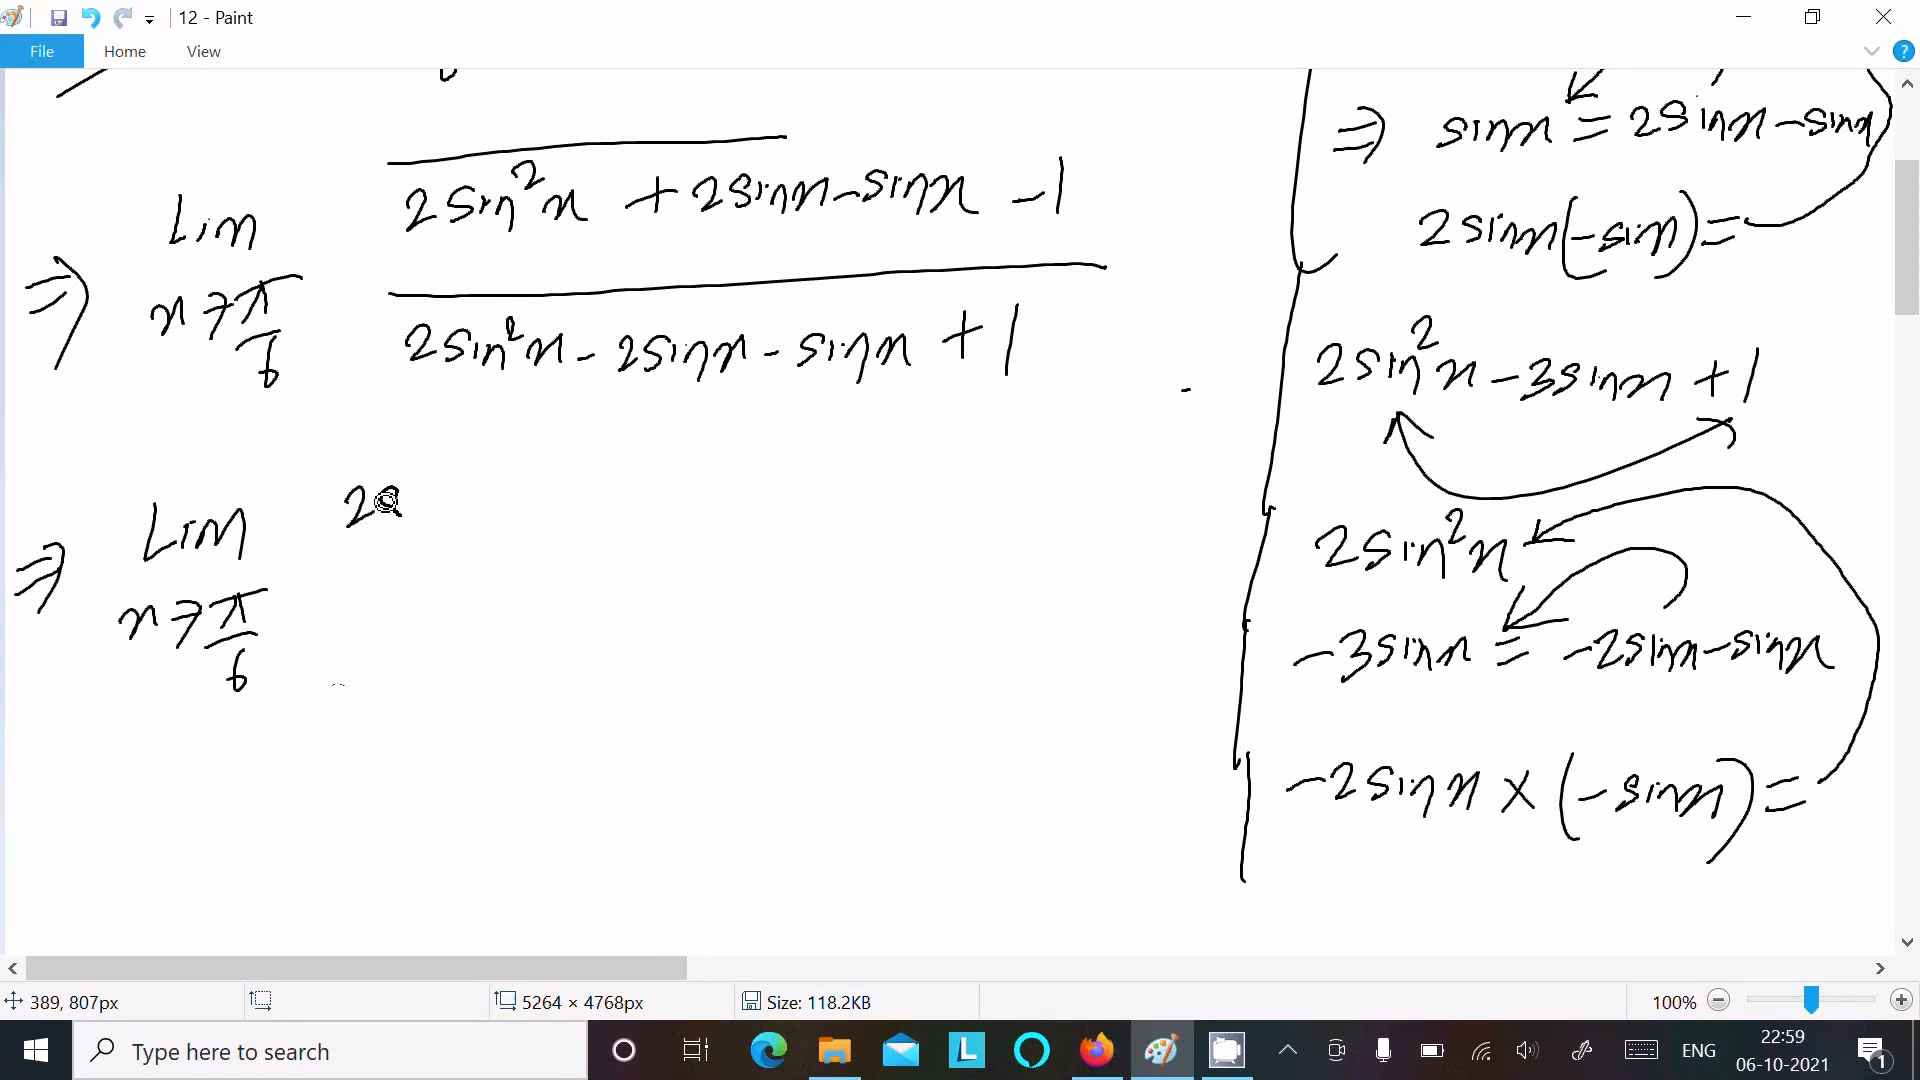 12 - Paint
File Home View
⇒ sinx = 2sinx - sinx
2sin²x + 2sinx - sinx - 1
⇒ Lim x→π/6
2sinx(-sinx) =
2sin²x - 2sinx - sinx + 1
2sin²x - 3sinx + 1
⇒ Lim x→π/6
2sin²x
-3sinx = -2sinx - sinx
-2sinx × (-sinx) =
389, 807px 5264 × 4768px Size: 118.2KB 100%
Type here to search
ENG
22:59
06-10-2021
1